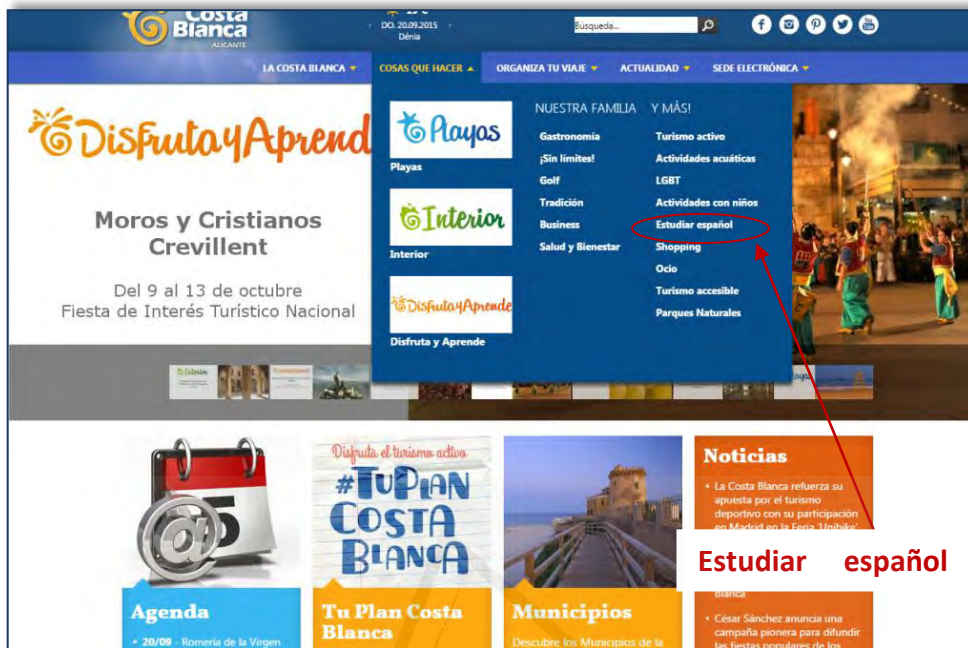 Costa
Blanca
ALICANTE
DO. 20.09.2015
Dénia
Búsqueda...
LA COSTA BLANCA
COSAS QUE HACER
ORGANIZA TU VIAJE
ACTUALIDAD
SEDE ELECTRÓNICA
Disfruta y Aprend
Moros y Cristianos
Crevillent
Del 9 al 13 de octubre
Fiesta de Interés Turístico Nacional
Playas
Playas
Interior
Interior
Disfruta y Aprende
Disfruta y Aprende
NUESTRA FAMILIA
Gastronomía
¡Sin límites!
Golf
Tradición
Business
Salud y Bienestar
Y MÁS!
Turismo activo
Actividades acuáticas
LGBT
Actividades con niños
Estudiar español
Shopping
Ocio
Turismo accesible
Parques Naturales
5
@
Agenda
20/09 - Romería de la Virgen
Disfruta el turismo activo
#TUPLAN
COSTA
BLANCA
Tu Plan Costa
Blanca
Municipios
Descubre los Municipios de la
Noticias
La Costa Blanca refuerza su
apuesta por el turismo
deportivo con su participación
en Madrid en la Feria 'Unibike'
Estudiar español
Blanca
César Sánchez anuncia una
campaña pionera para difundir
las fiestas populares de los